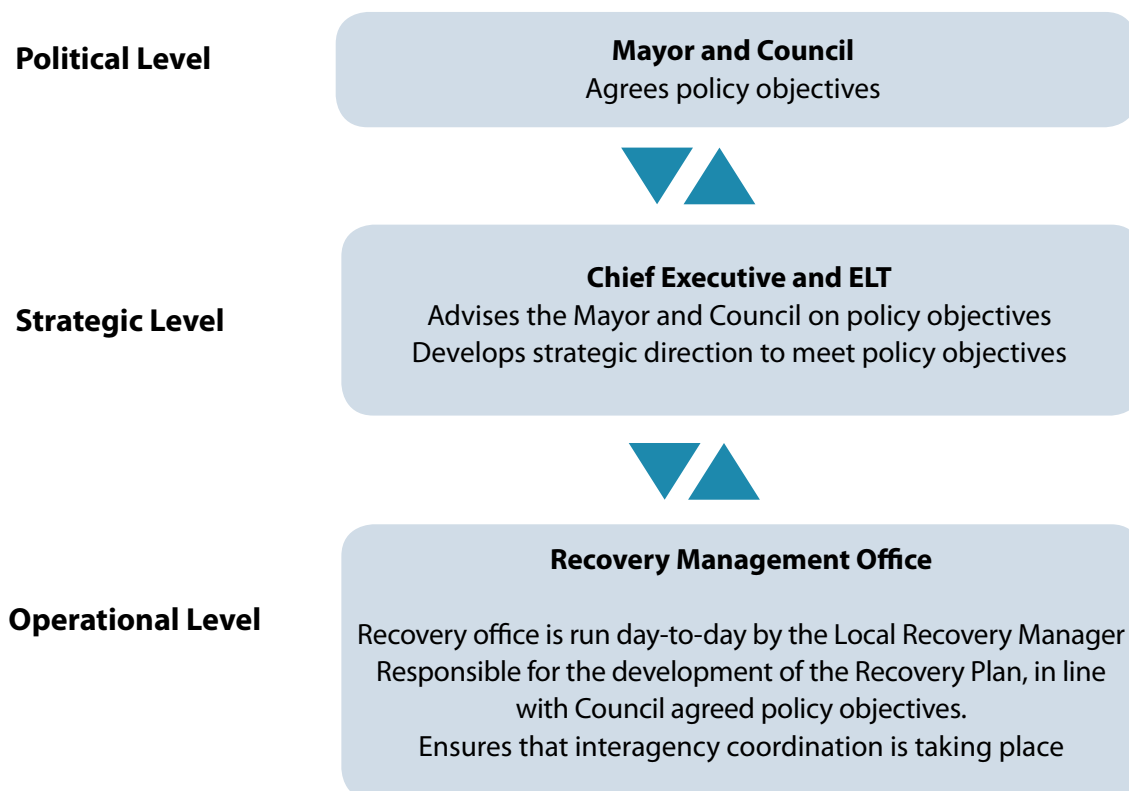 Political Level
Mayor and Council
Agrees policy objectives
Strategic Level
Chief Executive and ELT
Advises the Mayor and Council on policy objectives
Develops strategic direction to meet policy objectives
Operational Level
Recovery Management Office
Recovery office is run day-to-day by the Local Recovery Manager
Responsible for the development of the Recovery Plan, in line
with Council agreed policy objectives.
Ensures that interagency coordination is taking place